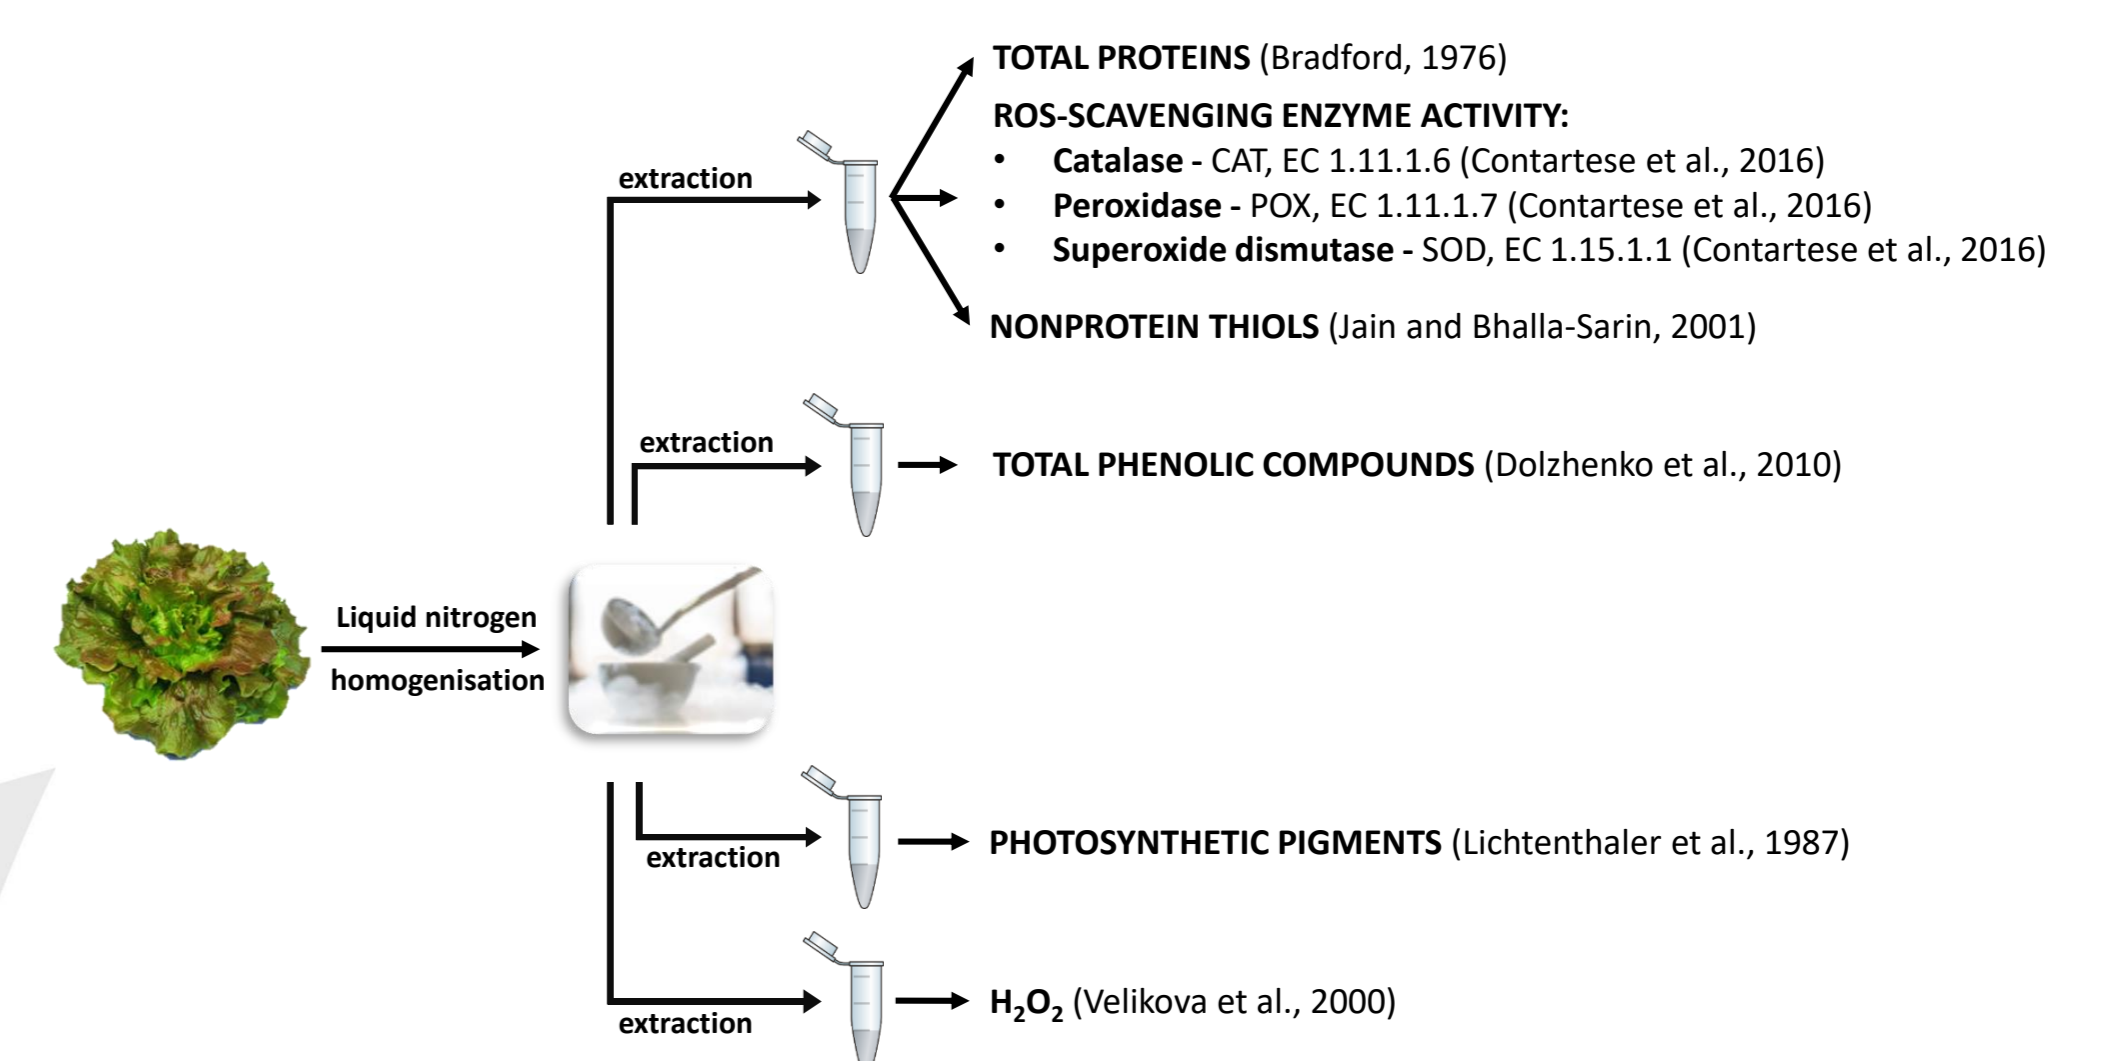 TOTAL PROTEINS (Bradford, 1976)
ROS-SCAVENGING ENZYME ACTIVITY:
• Catalase - CAT, EC 1.11.1.6 (Contartese et al., 2016)
extraction
• Peroxidase - POX, EC 1.11.1.7 (Contartese et al., 2016)
• Superoxide dismutase - SOD, EC 1.15.1.1 (Contartese et al., 2016)
NONPROTEIN THIOLS (Jain and Bhalla-Sarin, 2001)
extraction
TOTAL PHENOLIC COMPOUNDS (Dolzhenko et al., 2010)
Liquid nitrogen
homogenisation
PHOTOSYNTHETIC PIGMENTS (Lichtenthaler et al., 1987)
extraction
H₂O₂ (Velikova et al., 2000)
extraction